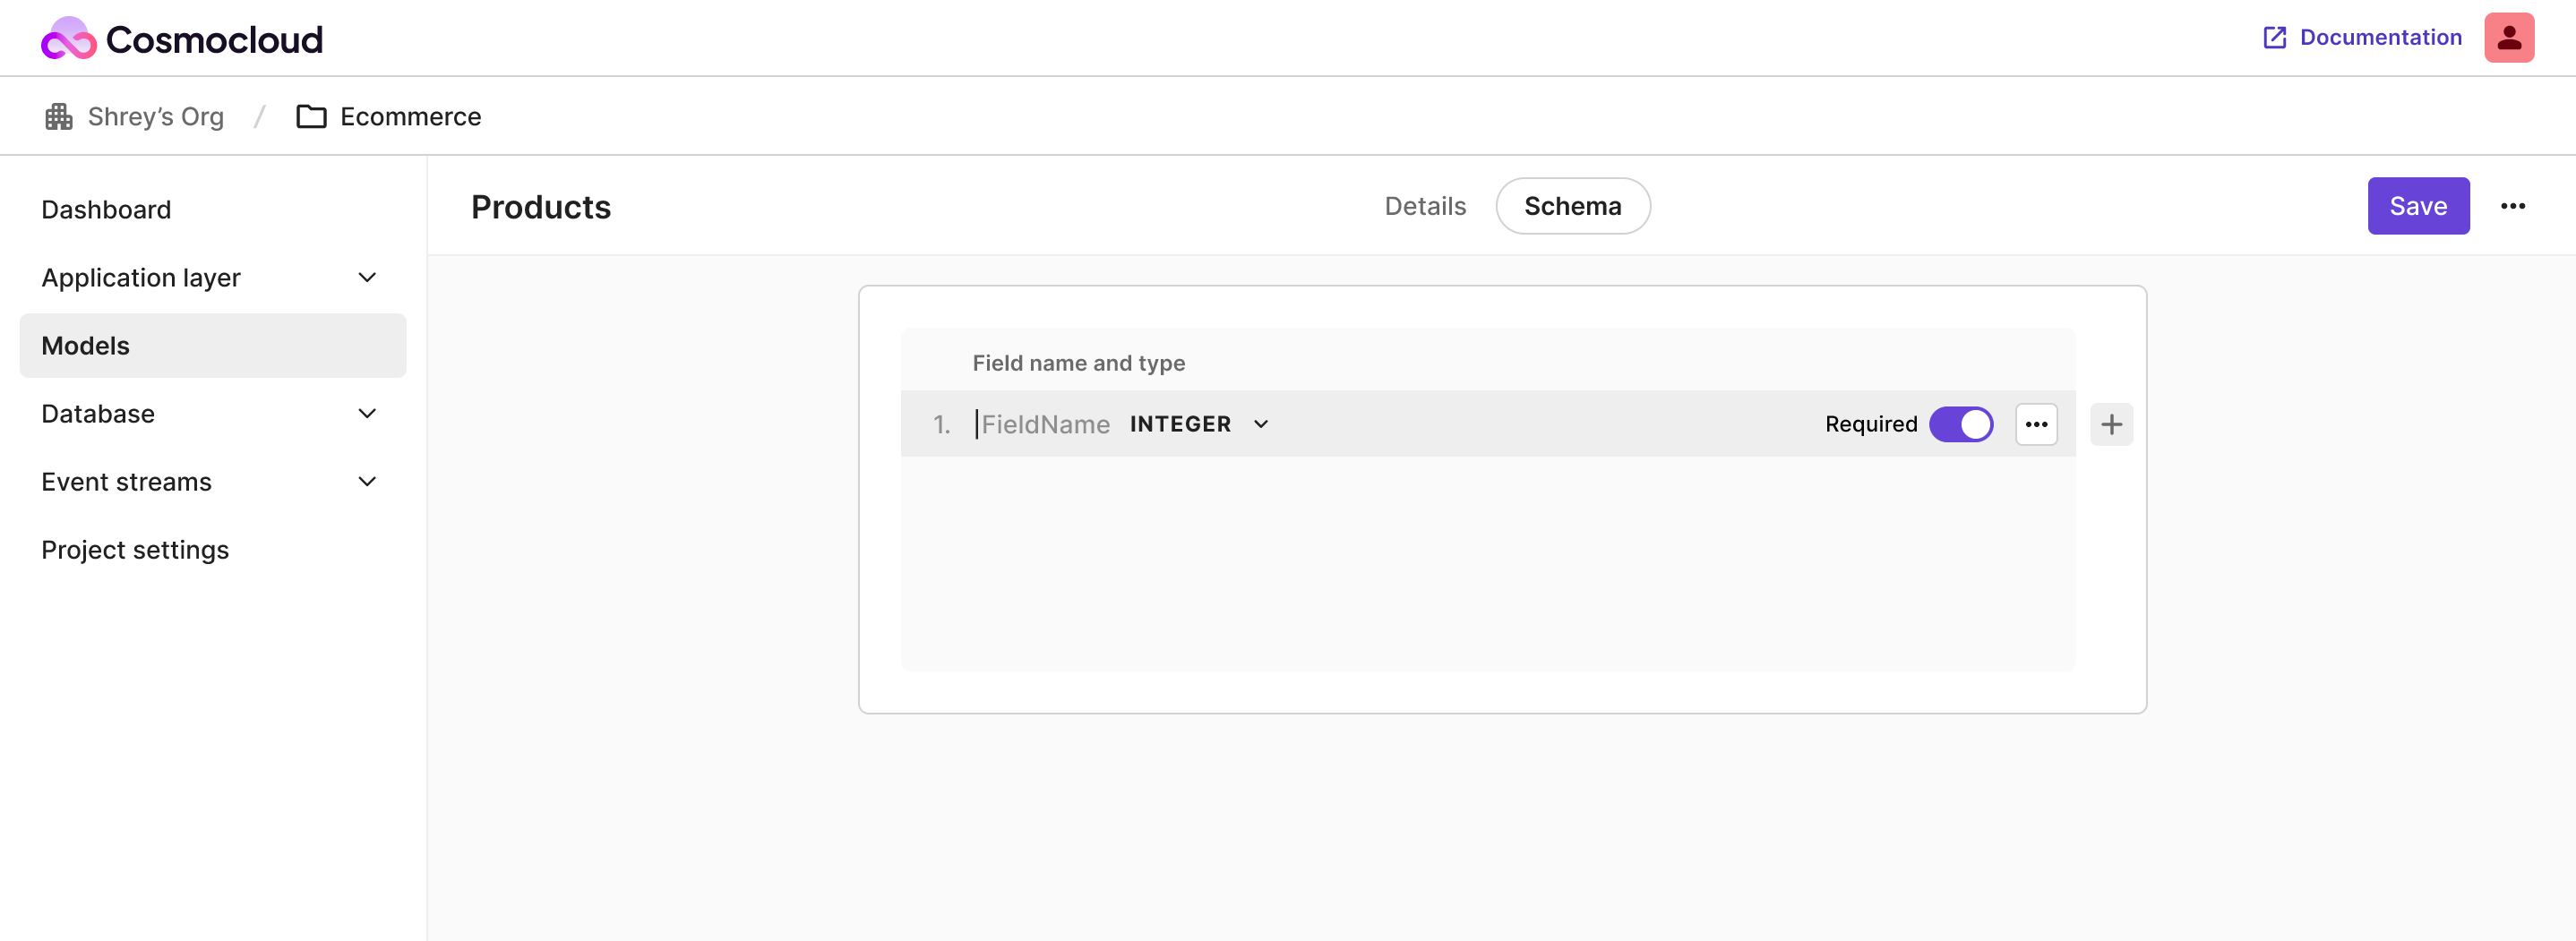 Cosmocloud
Documentation
Shrey’s Org / Ecommerce
Dashboard
Application layer
Models
Database
Event streams
Project settings
Products
Details
Schema
Save
Field name and type
1. FieldName INTEGER Required